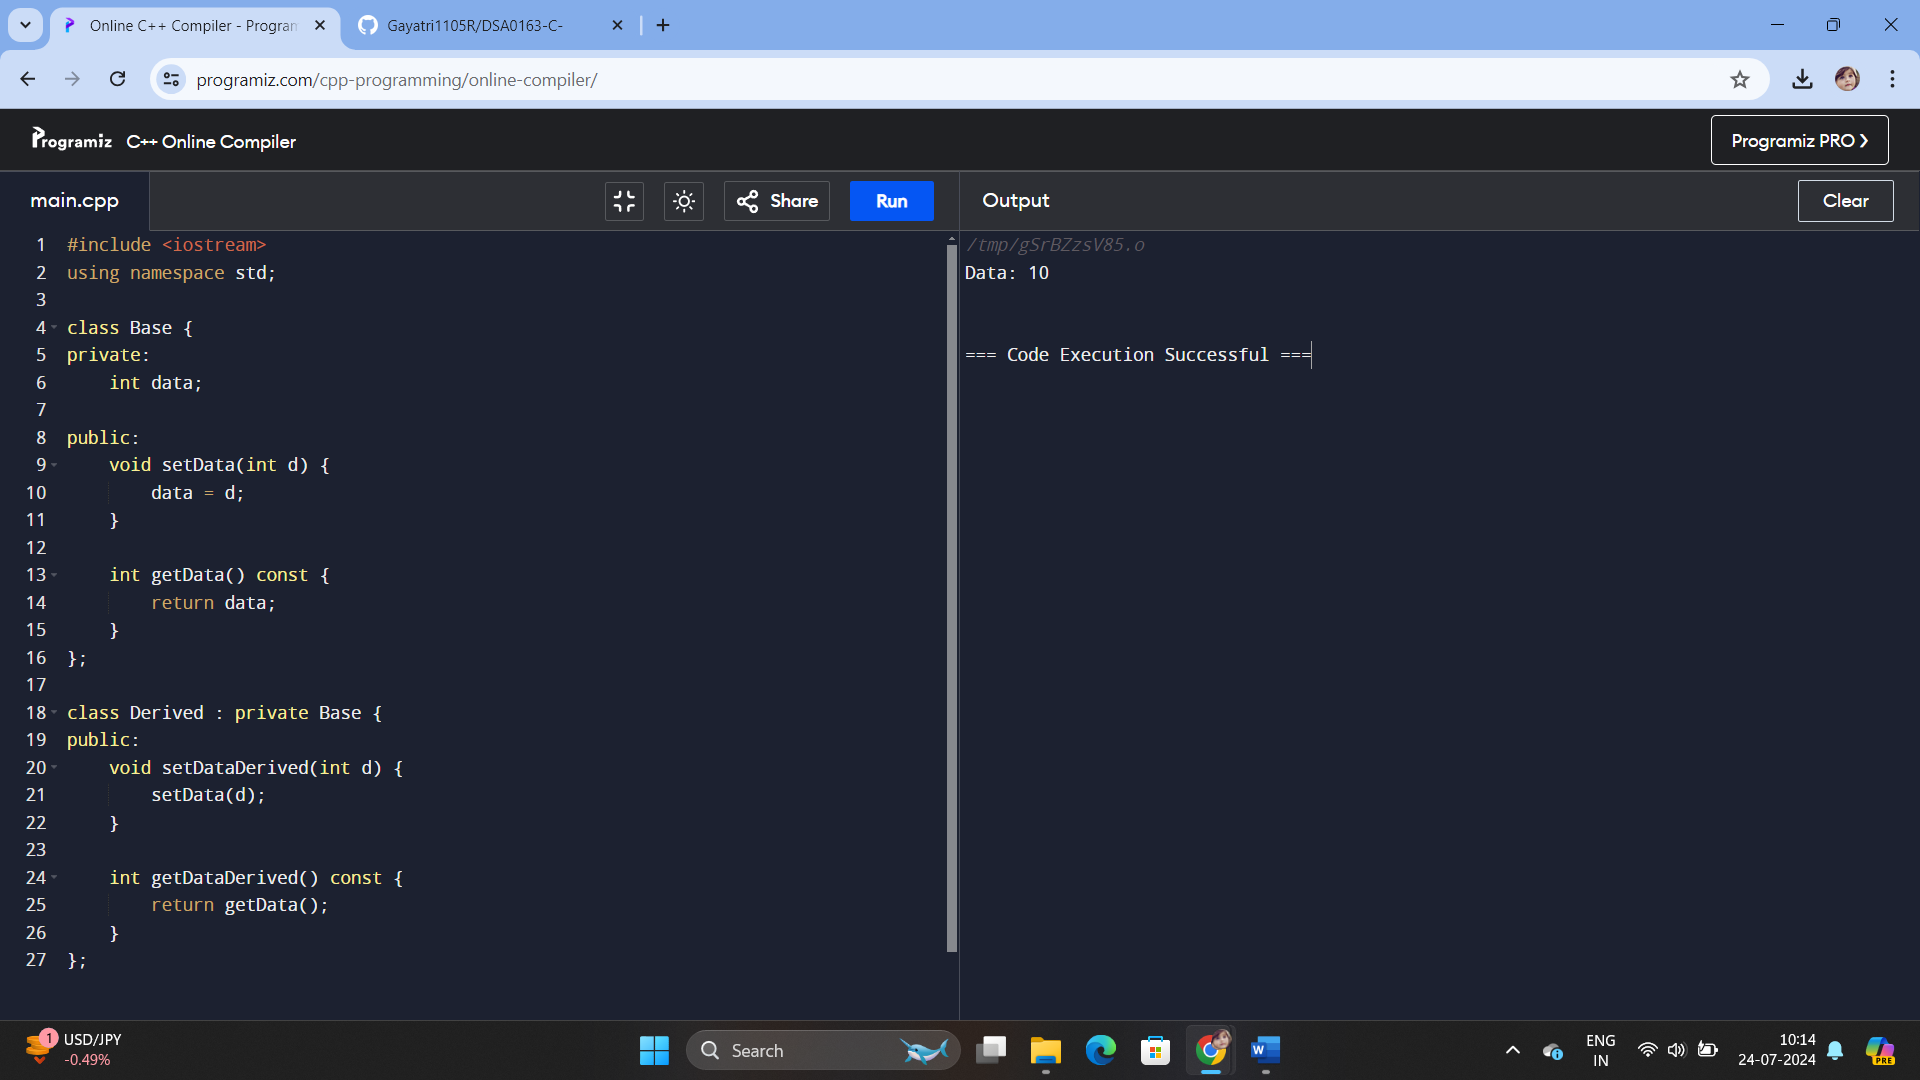 Online C++ Compiler - Program
Gayatri1105R/DSA0163-C-
programiz.com/cpp-programming/online-compiler/
Programiz C++ Online Compiler
Programiz PRO
main.cpp
Share
Run
Output
Clear
1 #include <iostream>
2 using namespace std;
3
4 class Base {
5 private:
6     int data;
7
8 public:
9     void setData(int d) {
10         data = d;
11     }
12
13     int getData() const {
14         return data;
15     }
16 };
17
18 class Derived : private Base {
19 public:
20     void setDataDerived(int d) {
21         setData(d);
22     }
23
24     int getDataDerived() const {
25         return getData();
26     }
27 };
/tmp/gSrBZzsV85.o
Data: 10
=== Code Execution Successful ===
1
USD/JPY
-0.49%
Search
W
PRE
ENG
IN
10:14
24-07-2024